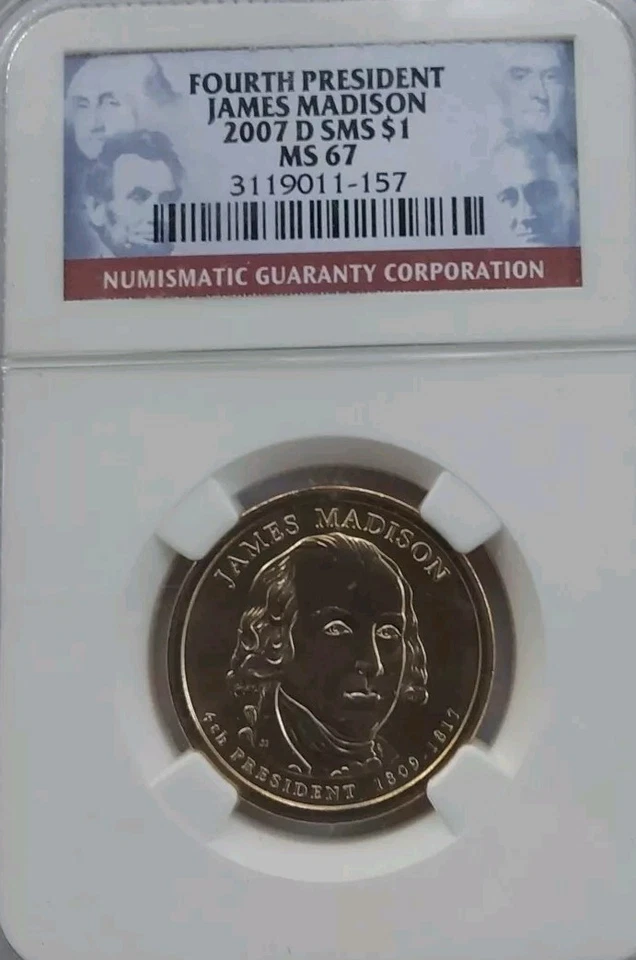 FOURTH PRESIDENT
JAMES MADISON
2007 D SMS $1
MS 67
3119011-157
NUMISMATIC GUARANTY CORPORATION
JAMES MADISON
4th PRESIDENT 1809-1817